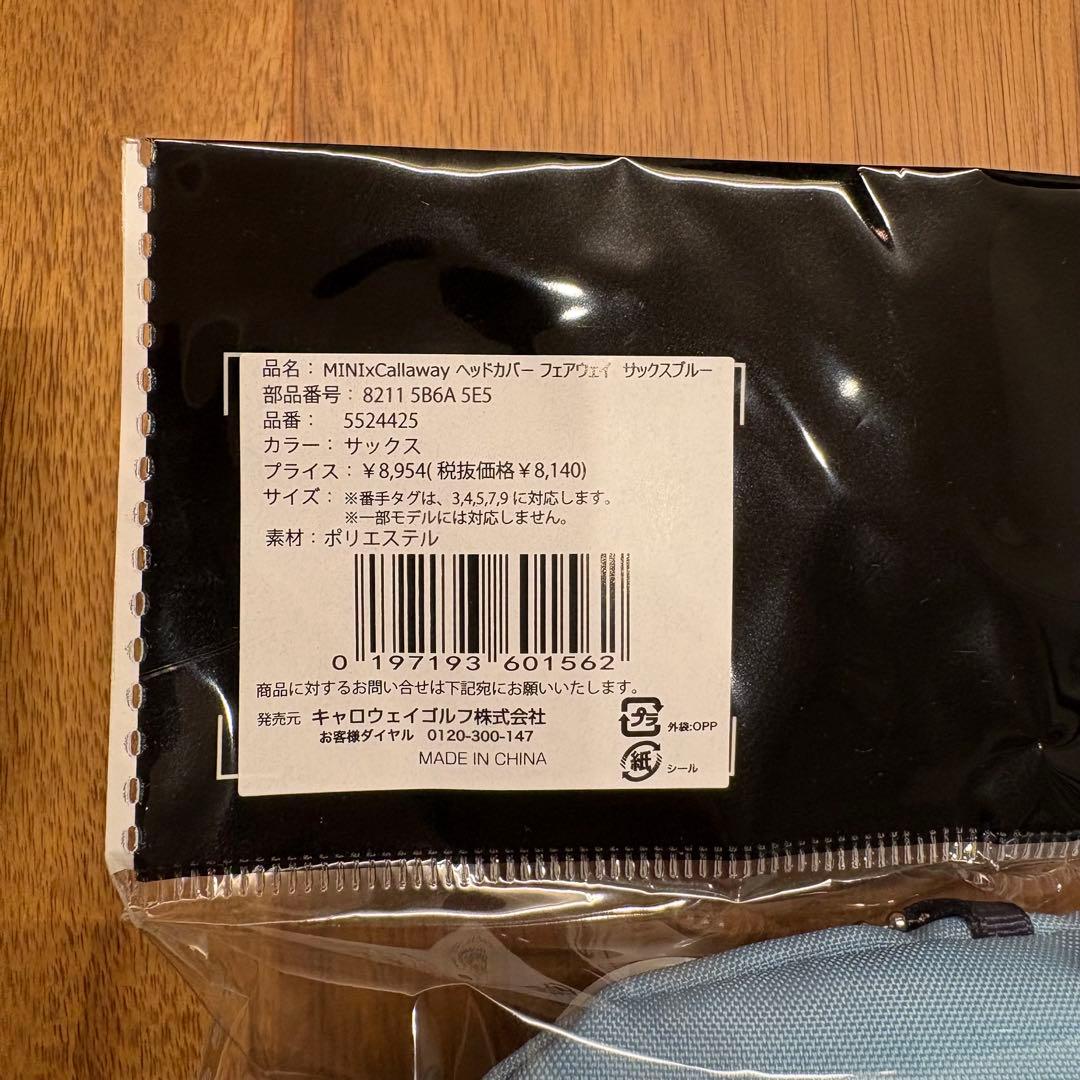 品名： MINIxCallaway ヘッドカバー フェアウェイ サックスブルー
部品番号： 8211 5B6A 5E5
品番： 5524425
カラー： サックス
プライス： ￥8,954( 税抜価格￥8,140)
サイズ： ※番手タグは、3,4,5,7,9 に対応します。
※一部モデルには対応しません。
素材：ポリエステル
0 197193 601562
商品に対するお問い合せは下記宛にお願いいたします。
発売元 キャロウェイゴルフ株式会社
お客様ダイヤル 0120-300-147
MADE IN CHINA
プラ 外袋:OPP
紙 シール